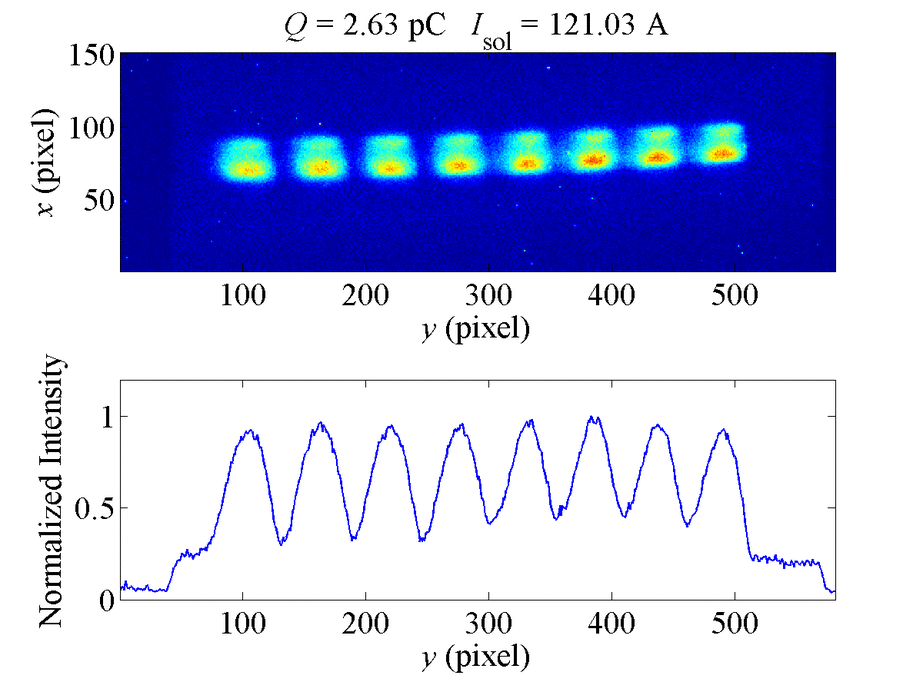 Q = 2.63 pC I_sol = 121.03 A
150
100
50
x (pixel)
100 200 300 400 500
y (pixel)
1
0.5
0
Normalized Intensity
100 200 300 400 500
y (pixel)